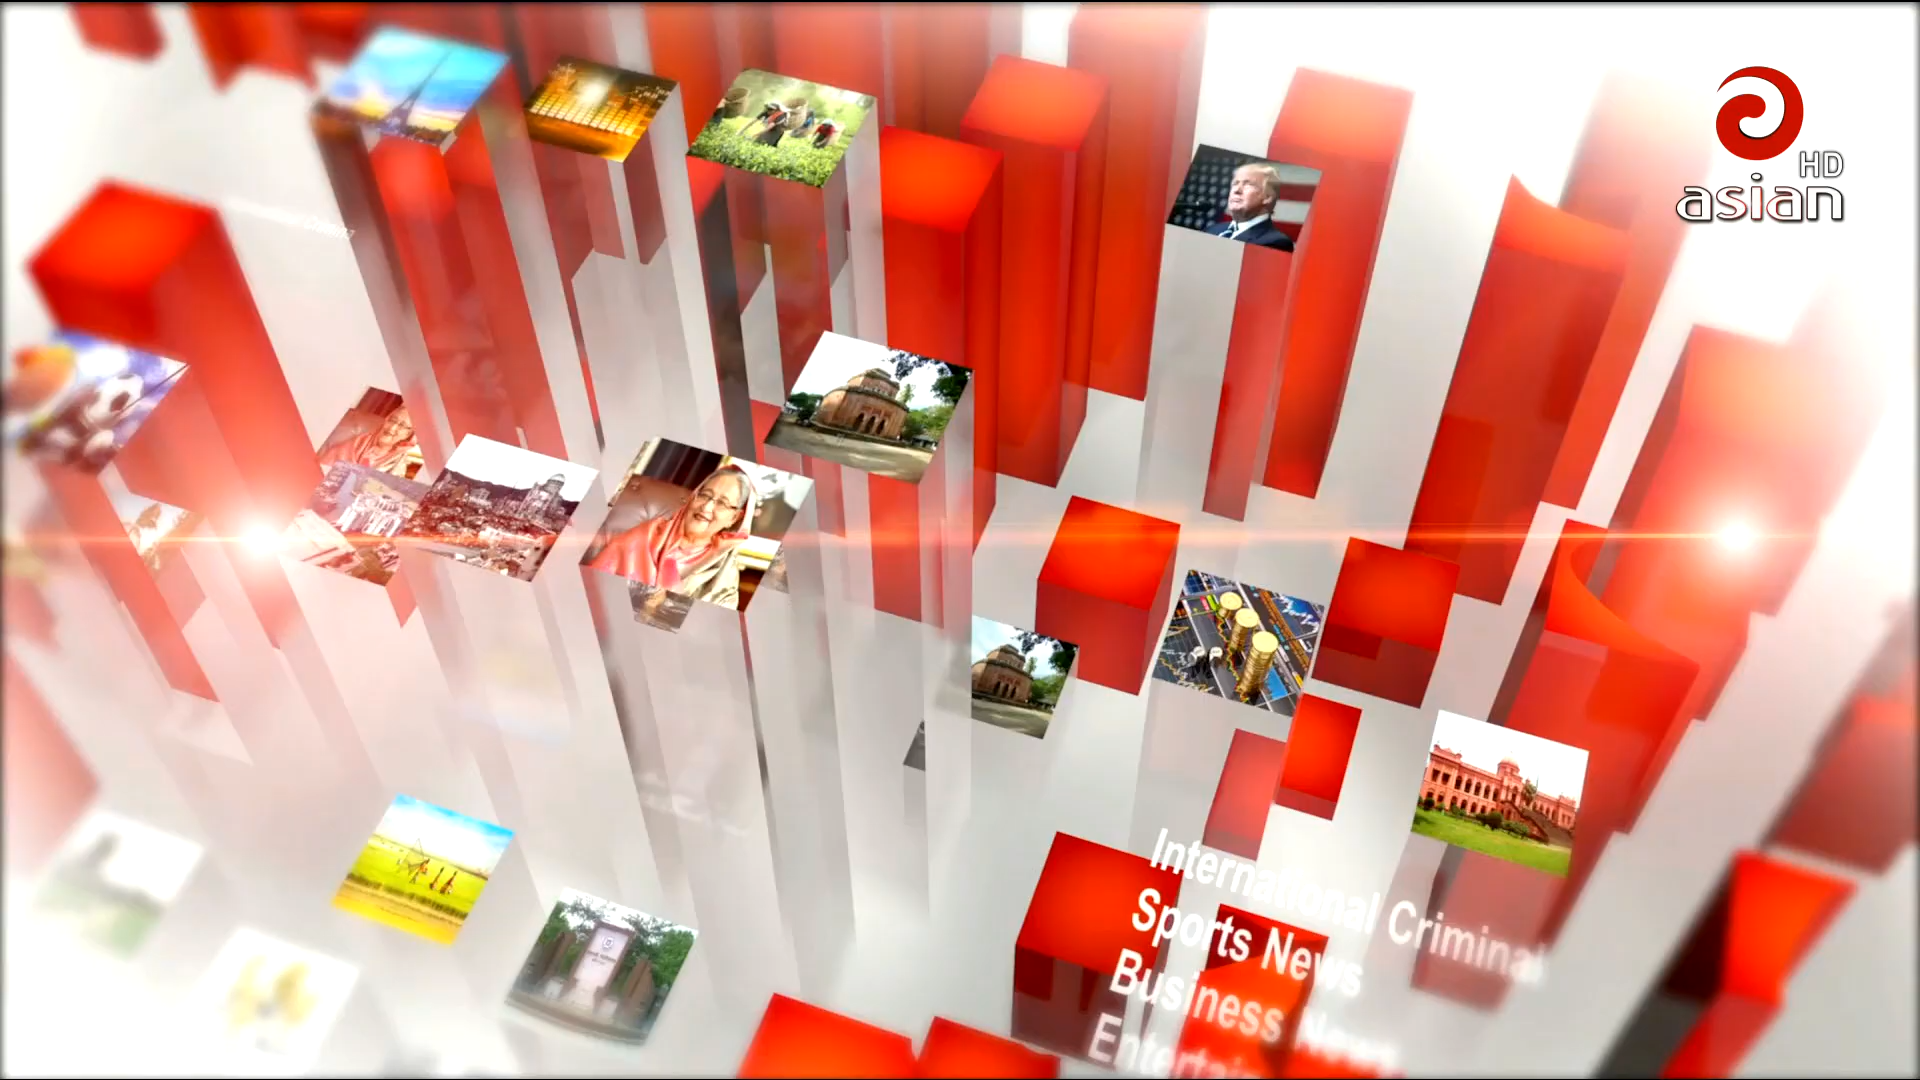 HD
asian
International Criminal
Sports News
Business News